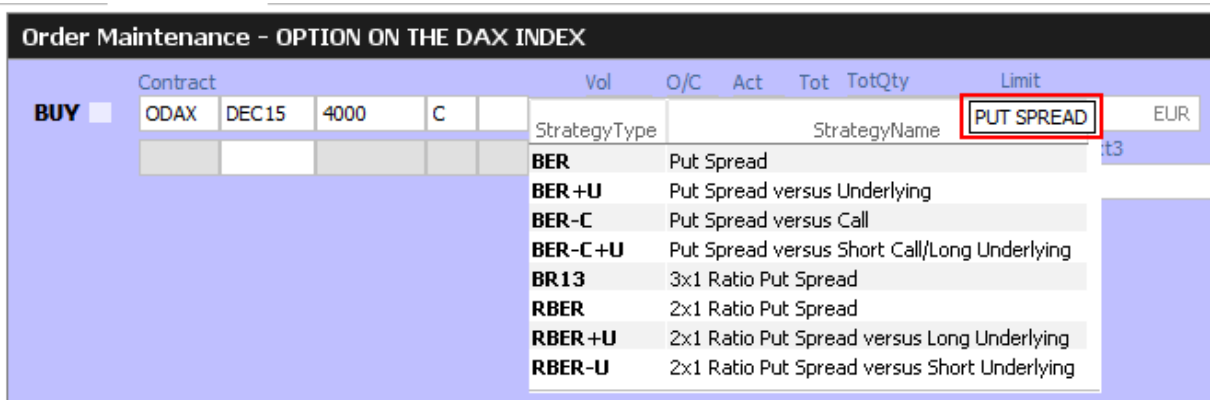 Order Maintenance - OPTION ON THE DAX INDEX
Contract Vol O/C Act Tot TotQty Limit
BUY ODAX DEC15 4000 C PUT SPREAD EUR
StrategyType StrategyName
t3
BER Put Spread
BER+U Put Spread versus Underlying
BER-C Put Spread versus Call
BER-C+U Put Spread versus Short Call/Long Underlying
BR13 3x1 Ratio Put Spread
RBER 2x1 Ratio Put Spread
RBER+U 2x1 Ratio Put Spread versus Long Underlying
RBER-U 2x1 Ratio Put Spread versus Short Underlying